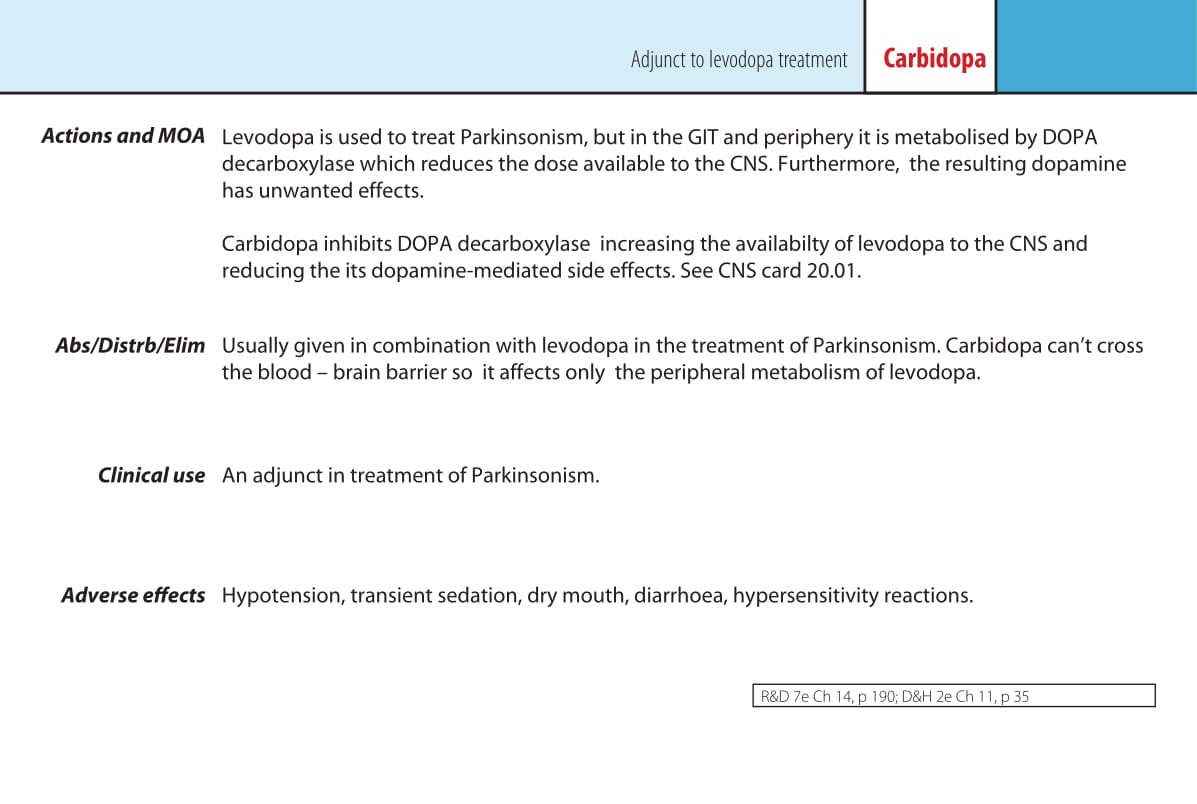 Adjunct to levodopa treatment Carbidopa
Actions and MOA Levodopa is used to treat Parkinsonism, but in the GIT and periphery it is metabolised by DOPA
decarboxylase which reduces the dose available to the CNS. Furthermore, the resulting dopamine
has unwanted effects.
Carbidopa inhibits DOPA decarboxylase increasing the availabilty of levodopa to the CNS and
reducing the its dopamine-mediated side effects. See CNS card 20.01.
Abs/Distrb/Elim Usually given in combination with levodopa in the treatment of Parkinsonism. Carbidopa can’t cross
the blood – brain barrier so it affects only the peripheral metabolism of levodopa.
Clinical use An adjunct in treatment of Parkinsonism.
Adverse effects Hypotension, transient sedation, dry mouth, diarrhoea, hypersensitivity reactions.
R&D 7e Ch 14, p 190; D&H 2e Ch 11, p 35